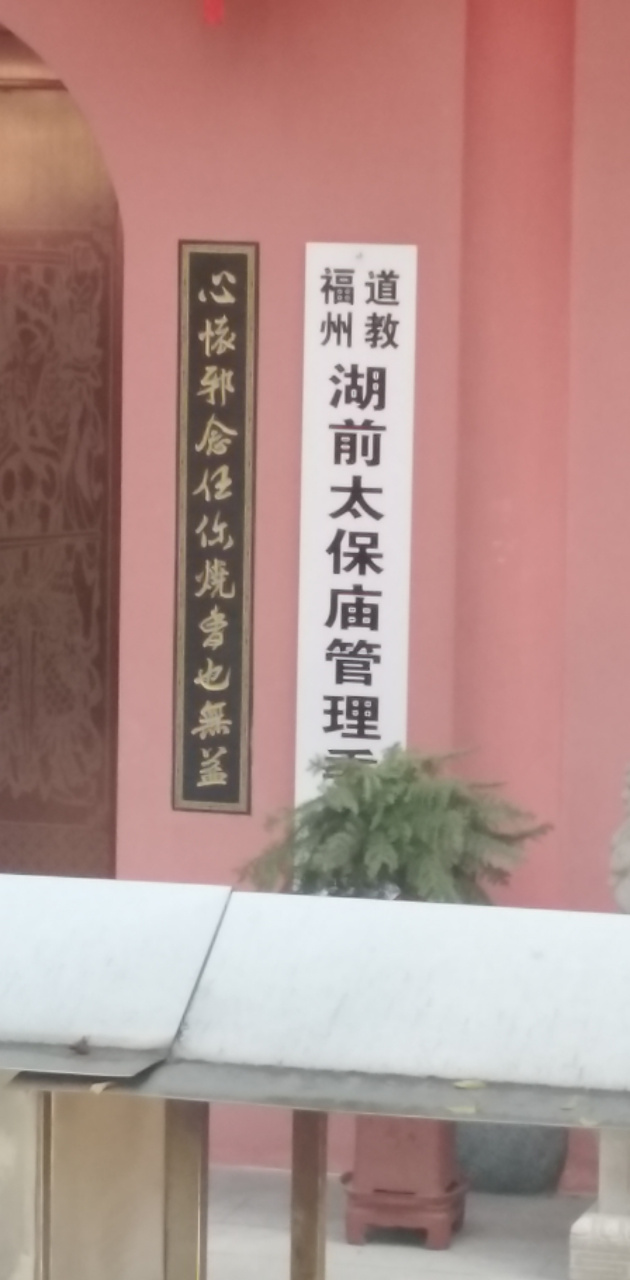 福州 道教
湖前太保庙管理
心懷邪念任你燒香也無益